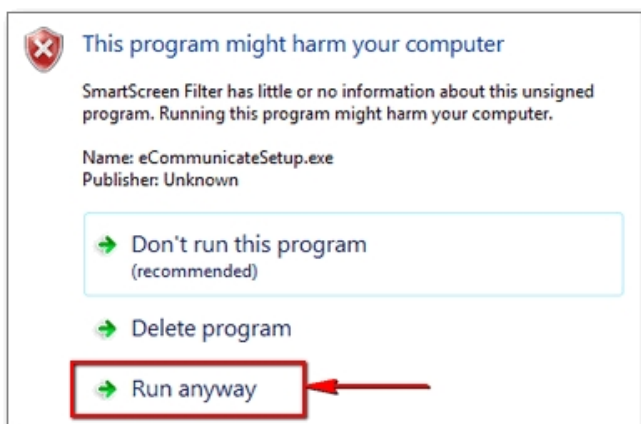 This program might harm your computer
SmartScreen Filter has little or no information about this unsigned
program. Running this program might harm your computer.
Name: eCommunicateSetup.exe
Publisher: Unknown
Don't run this program
(recommended)
Delete program
Run anyway